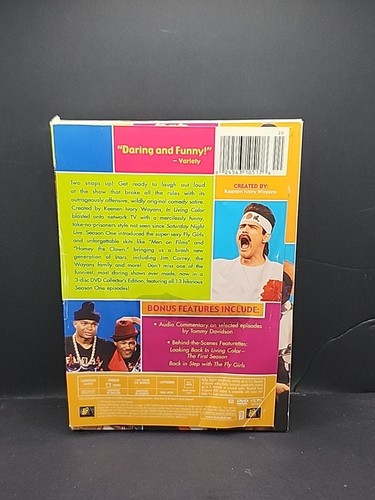 "Daring and Funny!"
– Variety
CREATED BY:
Keenen Ivory Wayans
Two snaps up! Get ready to laugh out loud
at the show that broke all the rules with its
outrageously offensive, wildly original comedy satire.
Created by Keenen Ivory Wayans, In Living Color
blasted onto network TV with a mercilessly funny,
take-no-prisoners style not seen since Saturday Night
Live. Season One introduced the super-sexy Fly Girls
and unforgettable skits like "Men on Films" and
"Homey the Clown," bringing us a brash new
generation of stars, including Jim Carrey, the
Wayans family and more! Don't miss one of the
funniest, most daring shows ever made, now in a
3-disc DVD Collector's Edition, featuring all 13 hilarious
Season One episodes!
BONUS FEATURES INCLUDE:
• Audio Commentary on selected episodes
by Tommy Davidson
• Behind-the-Scenes Featurettes:
Looking Back In Living Color—
The First Season
Back in Step with The Fly Girls